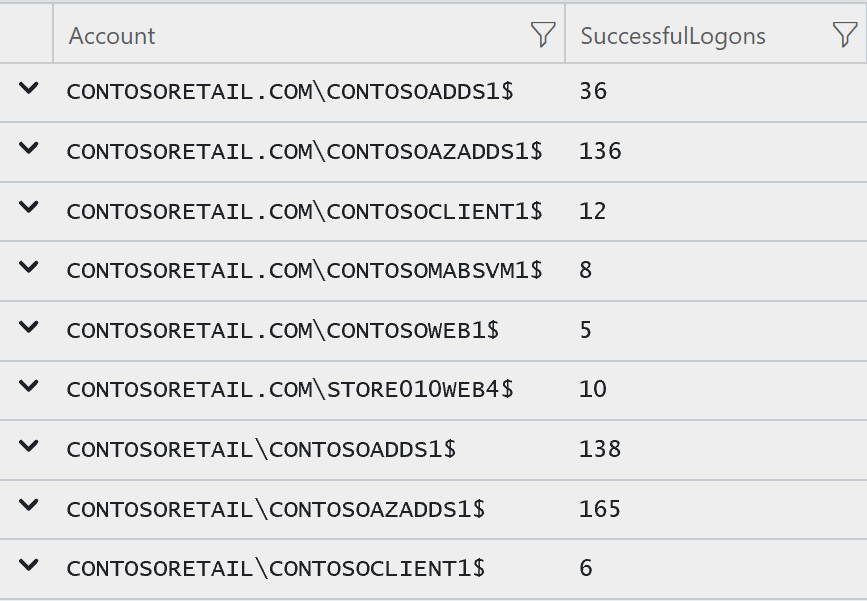 Account SuccessfulLogons
CONTOSORETAIL.COM\CONTOSOADDS1$ 36
CONTOSORETAIL.COM\CONTOSOAZADDS1$ 136
CONTOSORETAIL.COM\CONTOSOCLIENT1$ 12
CONTOSORETAIL.COM\CONTOSOMABSVM1$ 8
CONTOSORETAIL.COM\CONTOSOWEB1$ 5
CONTOSORETAIL.COM\STORE010WEB4$ 10
CONTOSORETAIL\CONTOSOADDS1$ 138
CONTOSORETAIL\CONTOSOAZADDS1$ 165
CONTOSORETAIL\CONTOSOCLIENT1$ 6